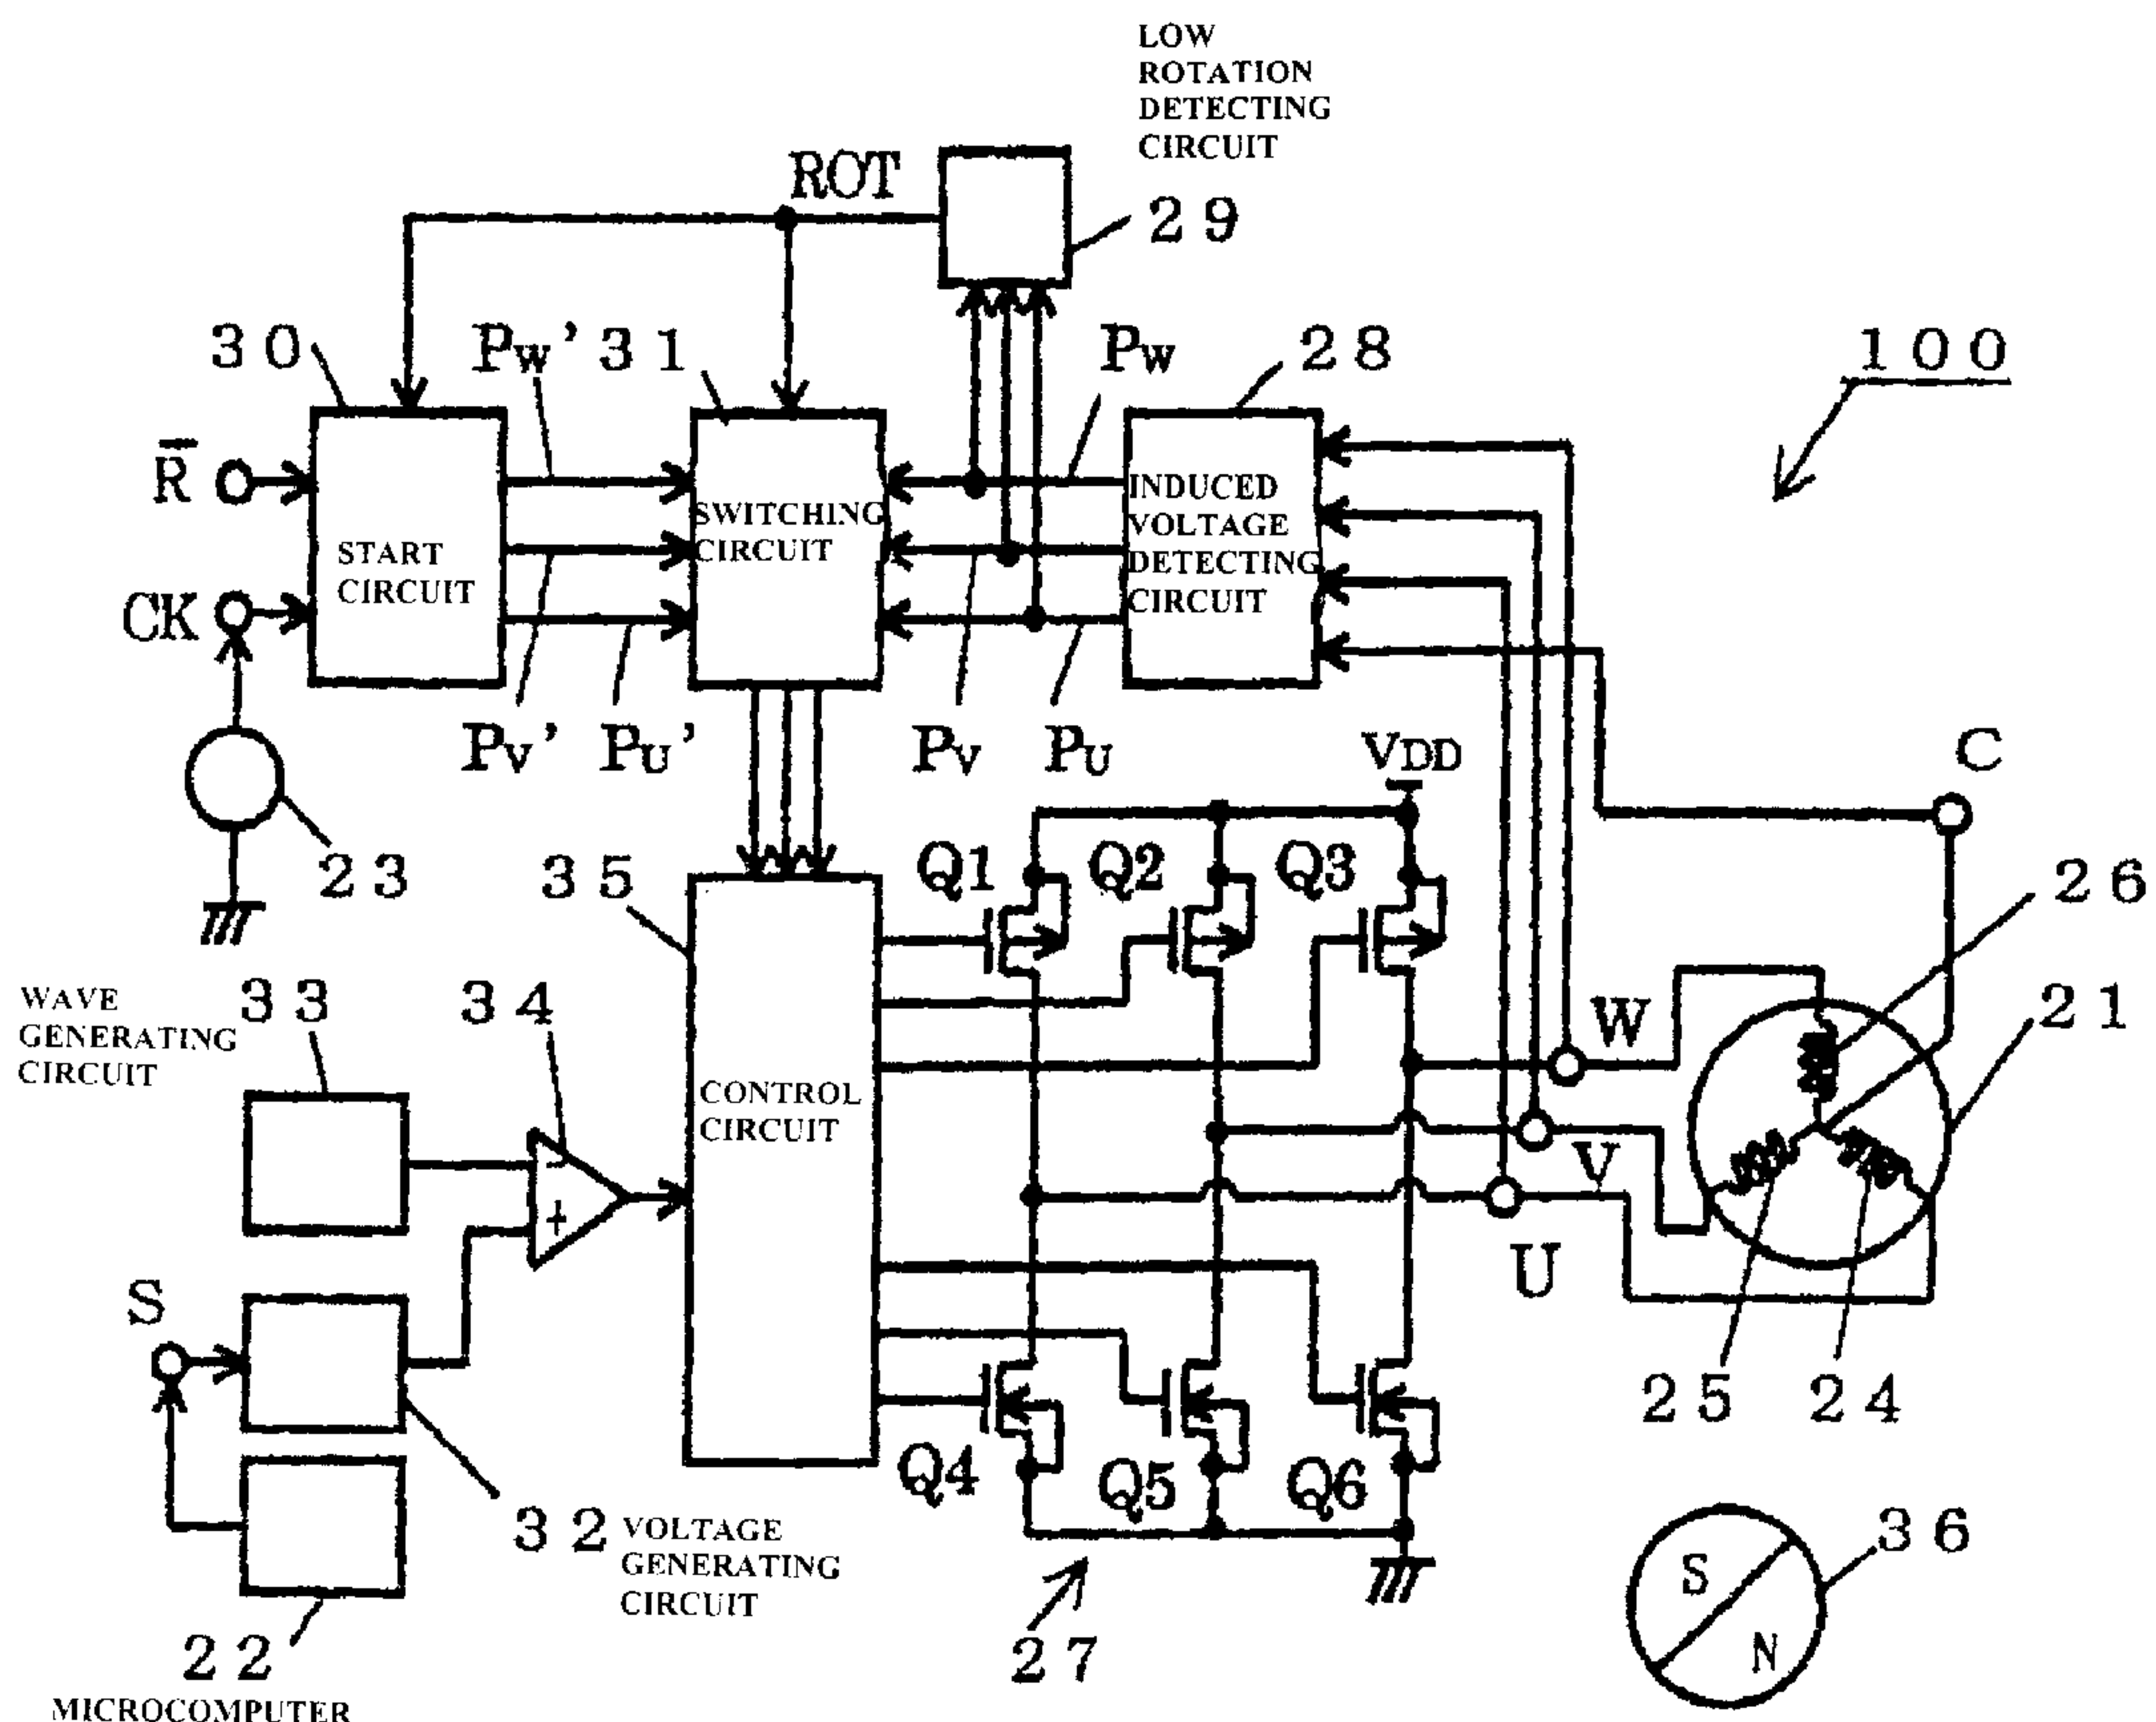 LOW
ROTATION
DETECTING
CIRCUIT
ROT
29
30
PW'
31
PW
28
100
R̅
START
CIRCUIT
SWITCHING
CIRCUIT
INDUCED
VOLTAGE
DETECTING
CIRCUIT
CK
PV'
PU'
PV
PU
VDD
C
23
35
Q1
Q2
Q3
26
WAVE
GENERATING
CIRCUIT
33
34
W
21
CONTROL
CIRCUIT
-
+
V
U
S
25
24
Q4
Q5
Q6
32
VOLTAGE
GENERATING
CIRCUIT
36
S
N
22
MICROCOMPUTER
27